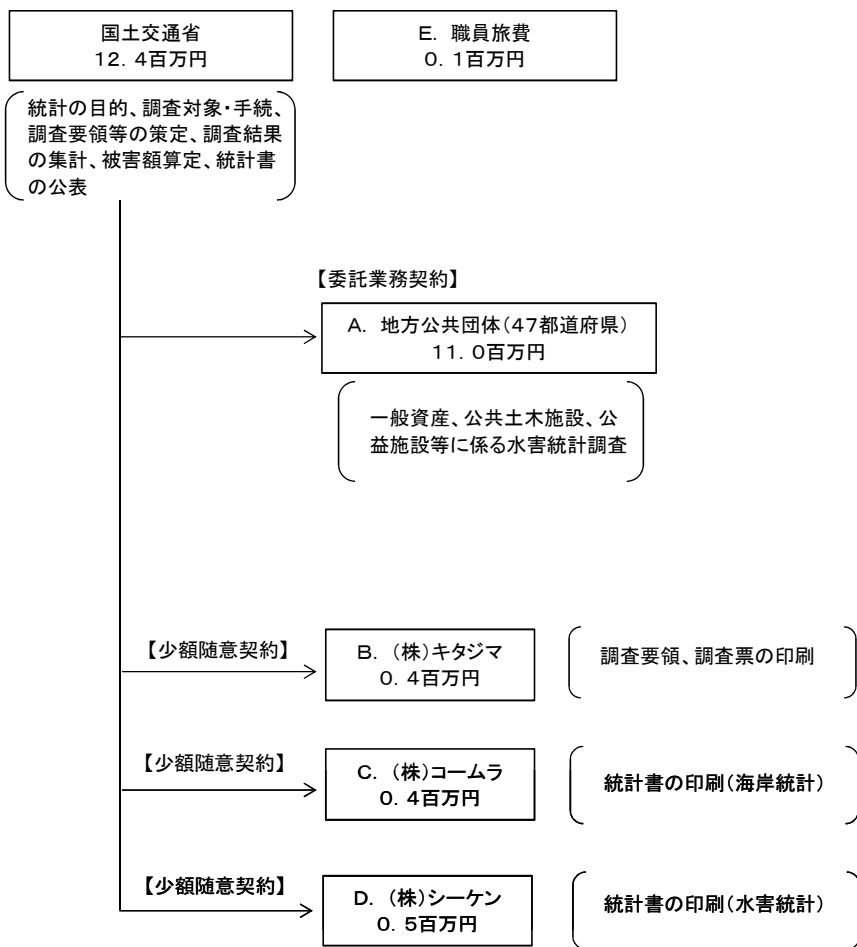 国土交通省
12.4百万円
E. 職員旅費
0.1百万円
統計の目的、調査対象・手続、
調査要領等の策定、調査結果
の集計、被害額算定、統計書
の公表
【委託業務契約】
A. 地方公共団体(47都道府県)
11.0百万円
一般資産、公共土木施設、公
益施設等に係る水害統計調査
【少額随意契約】
B. (株)キタジマ
0.4百万円
調査要領、調査票の印刷
【少額随意契約】
C. (株)コームラ
0.4百万円
統計書の印刷(海岸統計)
【少額随意契約】
D. (株)シーケン
0.5百万円
統計書の印刷(水害統計)